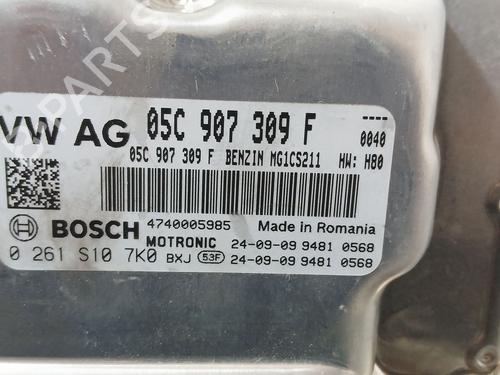 VW AG 05C 907 309 F ----
0040
05C 907 309 F BENZIN MG1CS211 HW: H80
BOSCH 4740005985 Made in Romania
MOTRONIC 24-09-09 9481 0568
0 261 S10 7K0 BXJ 53F 24-09-09 9481 0568